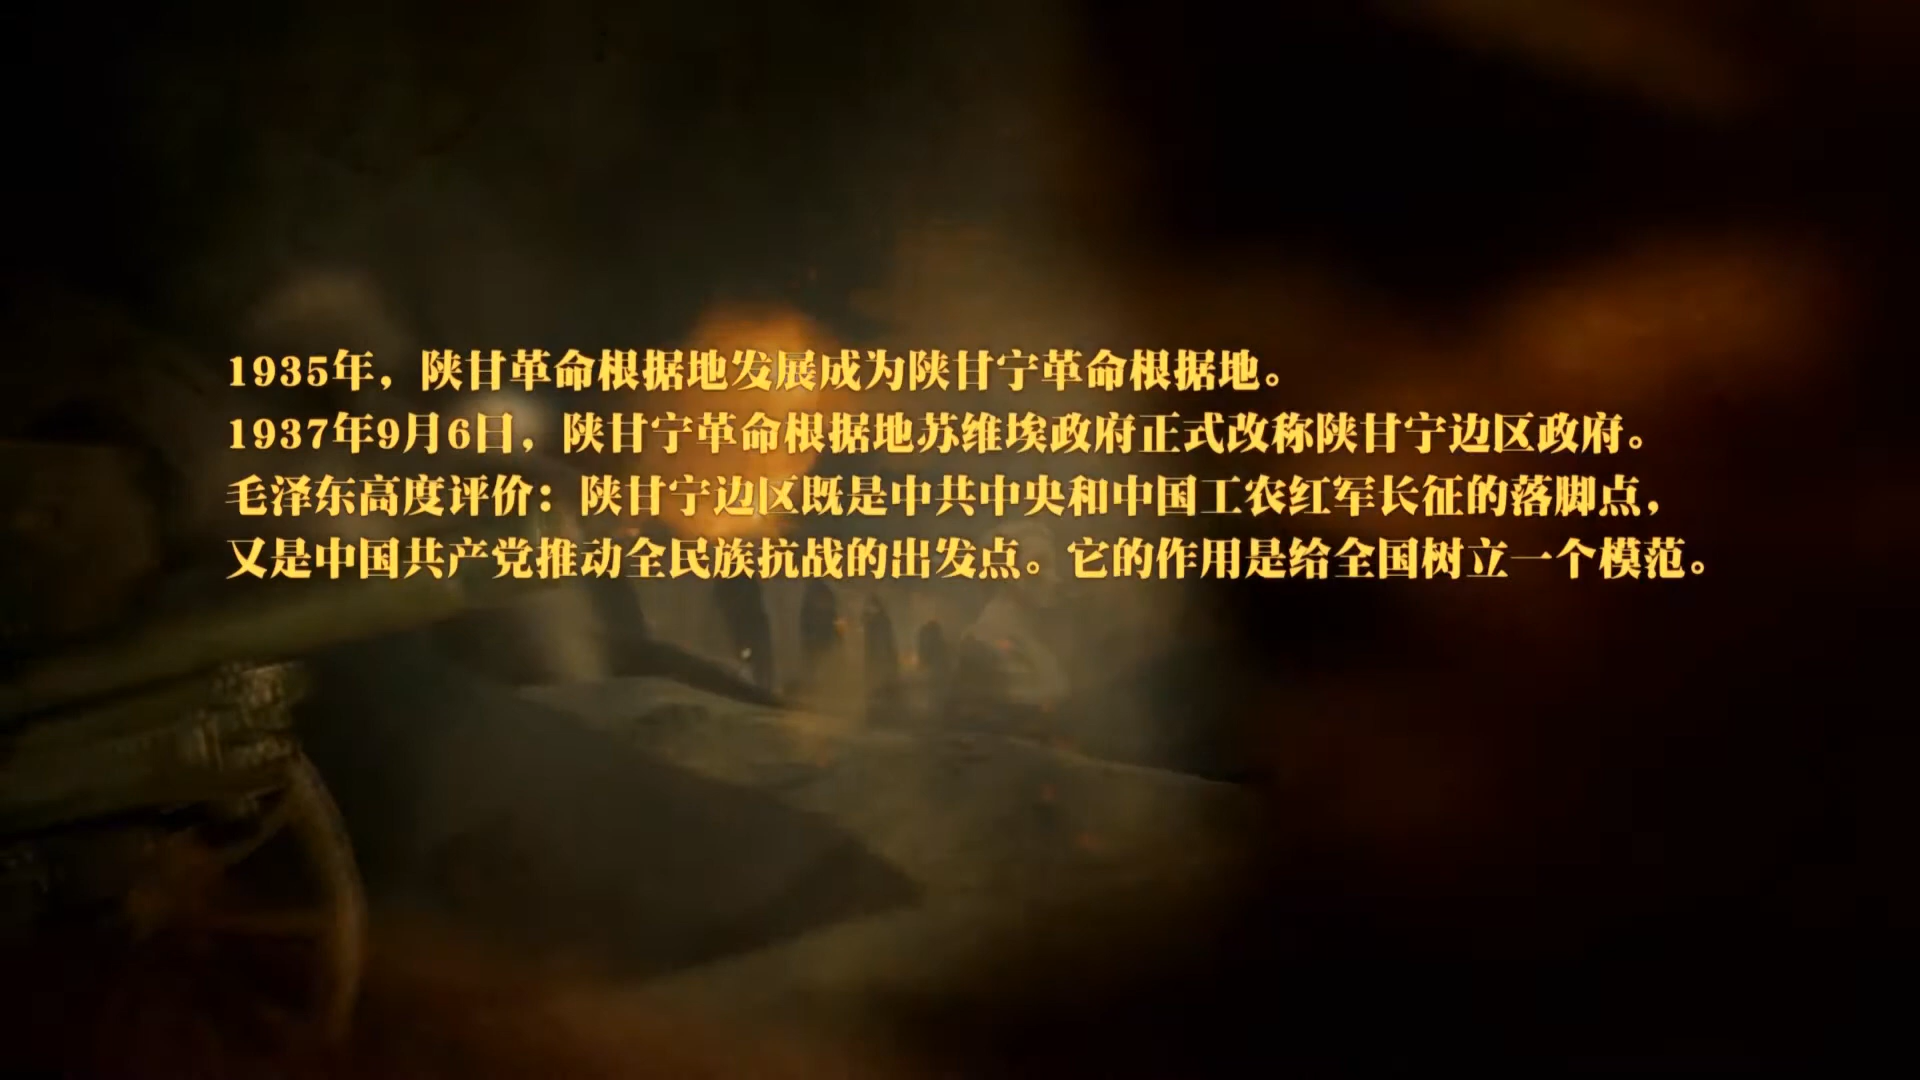 1935年，陕甘革命根据地发展成为陕甘宁革命根据地。
1937年9月6日，陕甘宁革命根据地苏维埃政府正式改称陕甘宁边区政府。
毛泽东高度评价：陕甘宁边区既是中共中央和中国工农红军长征的落脚点，
又是中国共产党推动全民族抗战的出发点。它的作用是给全国树立一个模范。